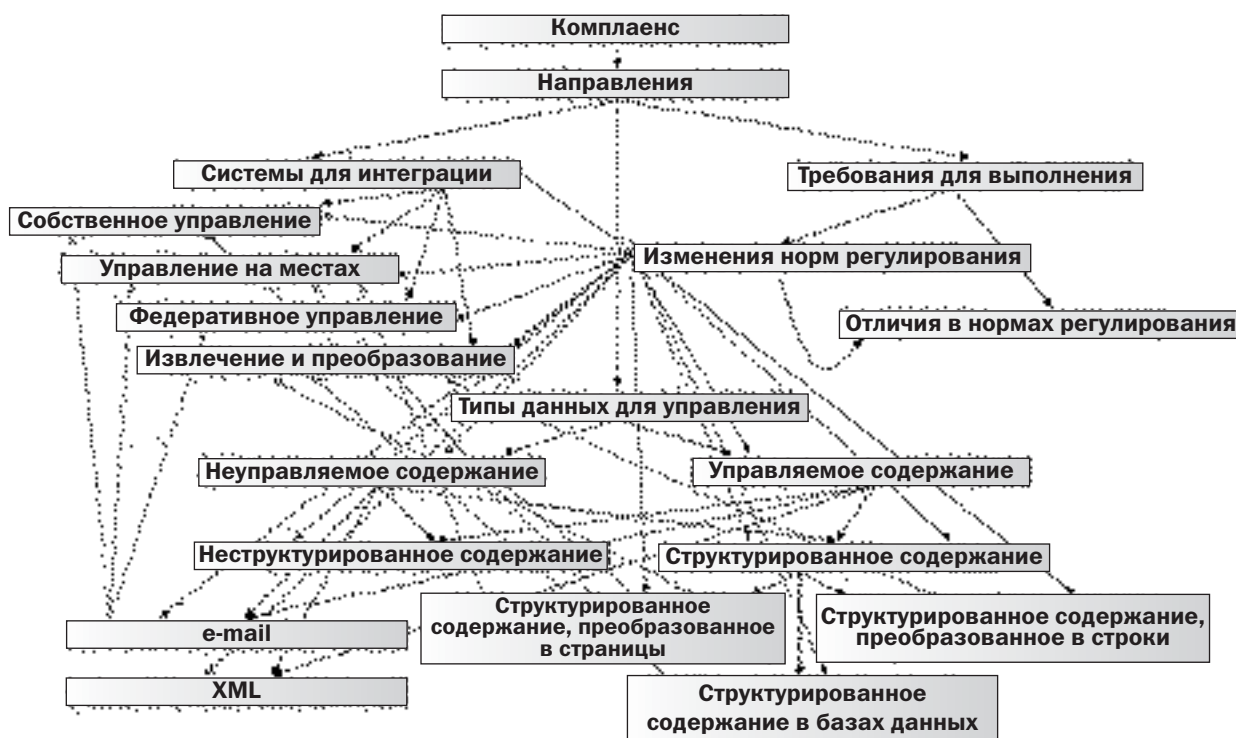 Комплаенс
Направления
Системы для интеграции
Требования для выполнения
Собственное управление
Управление на местах
Изменения норм регулирования
Федеративное управление
Отличия в нормах регулирования
Извлечение и преобразование
Типы данных для управления
Неуправляемое содержание
Управляемое содержание
Неструктурированное содержание
Структурированное содержание
Структурированное
содержание, преобразованное
в страницы
Структурированное содержание,
преобразованное в строки
e-mail
XML
Структурированное
содержание в базах данных